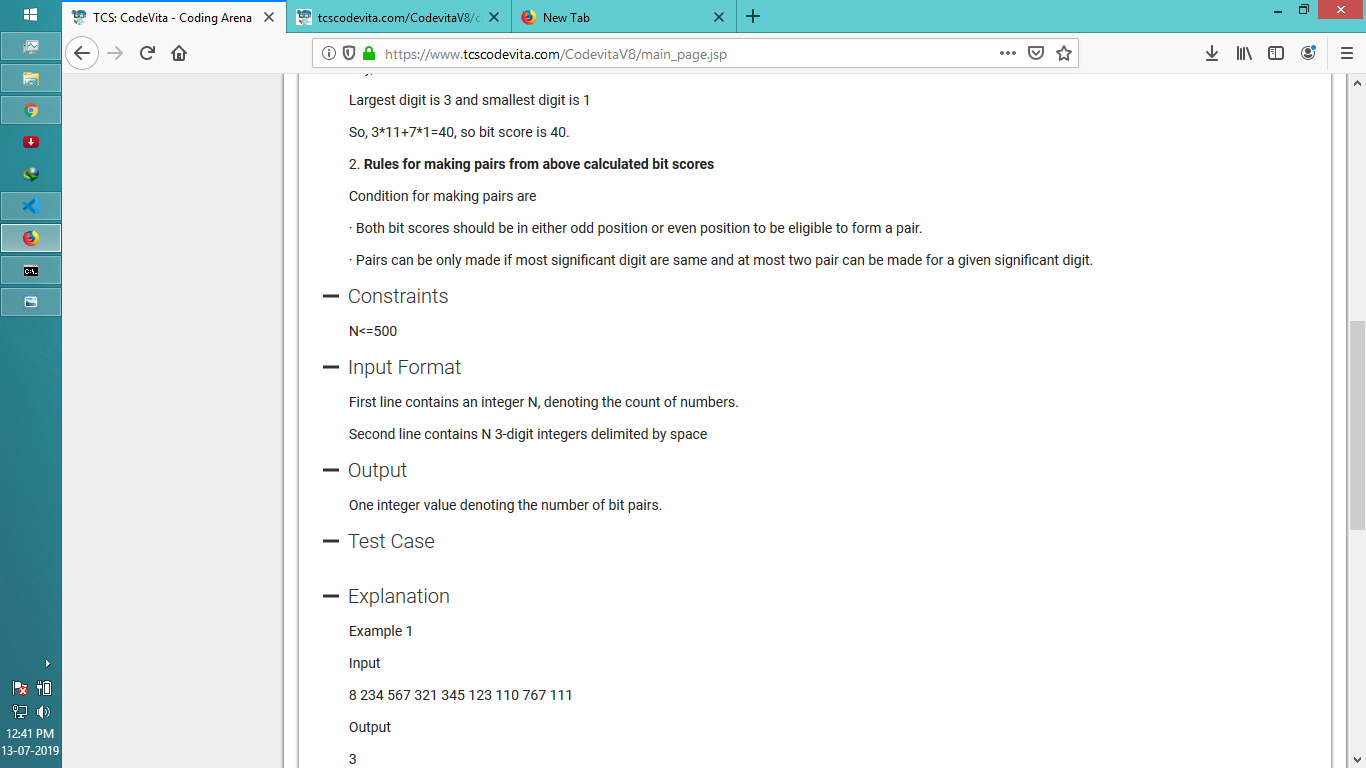 TCS: CodeVita - Coding Arena
tcscodevita.com/CodevitaV8/
New Tab
https://www.tcscodevita.com/CodevitaV8/main_page.jsp
Largest digit is 3 and smallest digit is 1
So, 3*11+7*1=40, so bit score is 40.
2. Rules for making pairs from above calculated bit scores
Condition for making pairs are
· Both bit scores should be in either odd position or even position to be eligible to form a pair.
· Pairs can be only made if most significant digit are same and at most two pair can be made for a given significant digit.
Constraints
N<=500
Input Format
First line contains an integer N, denoting the count of numbers.
Second line contains N 3-digit integers delimited by space
Output
One integer value denoting the number of bit pairs.
Test Case
Explanation
Example 1
Input
8 234 567 321 345 123 110 767 111
Output
3
12:41 PM
13-07-2019